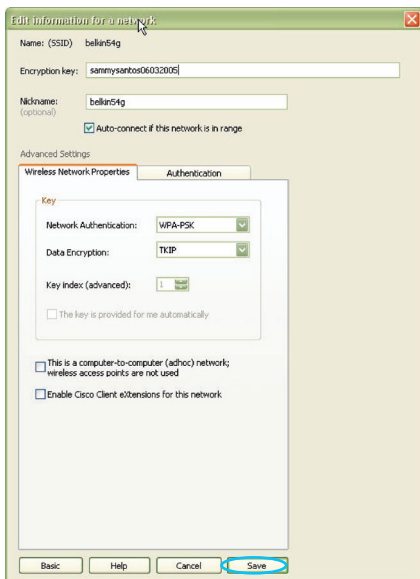 Edit information for a network
Name: (SSID) belkin54g
Encryption key: sammysantos06032005
Nickname: belkin54g
(optional)
Auto-connect if this network is in range
Advanced Settings
Wireless Network Properties Authentication
Key
Network Authentication: WPA-PSK
Data Encryption: TKIP
Key index (advanced): 1
The key is provided for me automatically
This is a computer-to-computer (adhoc) network;
wireless access points are not used
Enable Cisco Client eXtensions for this network
Basic Help Cancel Save